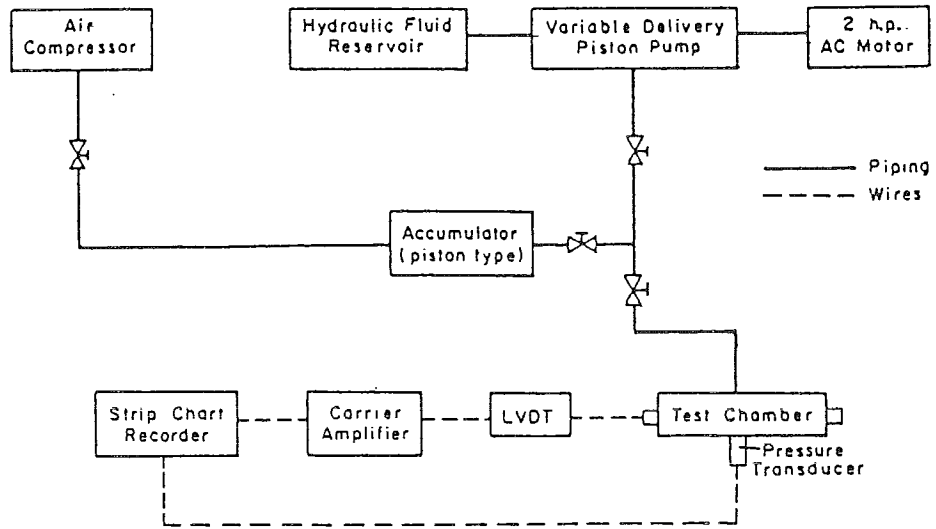 Air
Compressor
Hydraulic Fluid
Reservoir
Variable Delivery
Piston Pump
2 h.p..
AC Motor
Piping
Wires
Accumulator
(piston type)
Strip Chart
Recorder
Carrier
Amplifier
LVDT
Test Chamber
Pressure
Transducer